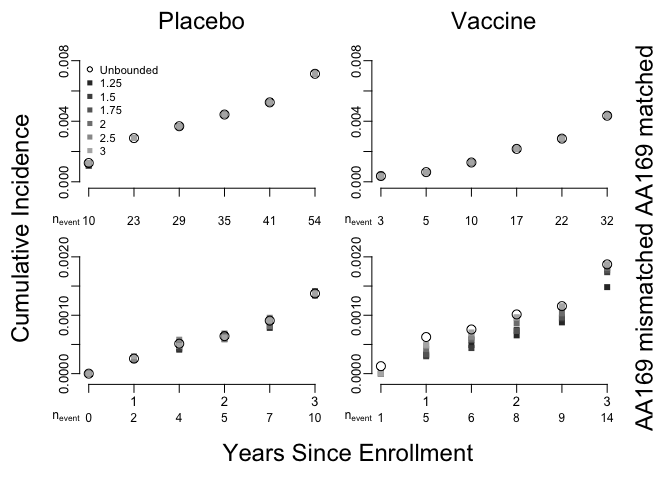 Placebo
Vaccine
Cumulative Incidence
0.000 0.004 0.008
Unbounded
1.25
1.5
1.75
2
2.5
3
n_event 10 23 29 35 41 54
0.000 0.004 0.008
n_event 3 5 10 17 22 32
AA169 matched
0.0000 0.0010 0.0020
1 2 3
n_event 0 2 4 5 7 10
0.0000 0.0010 0.0020
1 2 3
n_event 1 5 6 8 9 14
AA169 mismatched
Years Since Enrollment